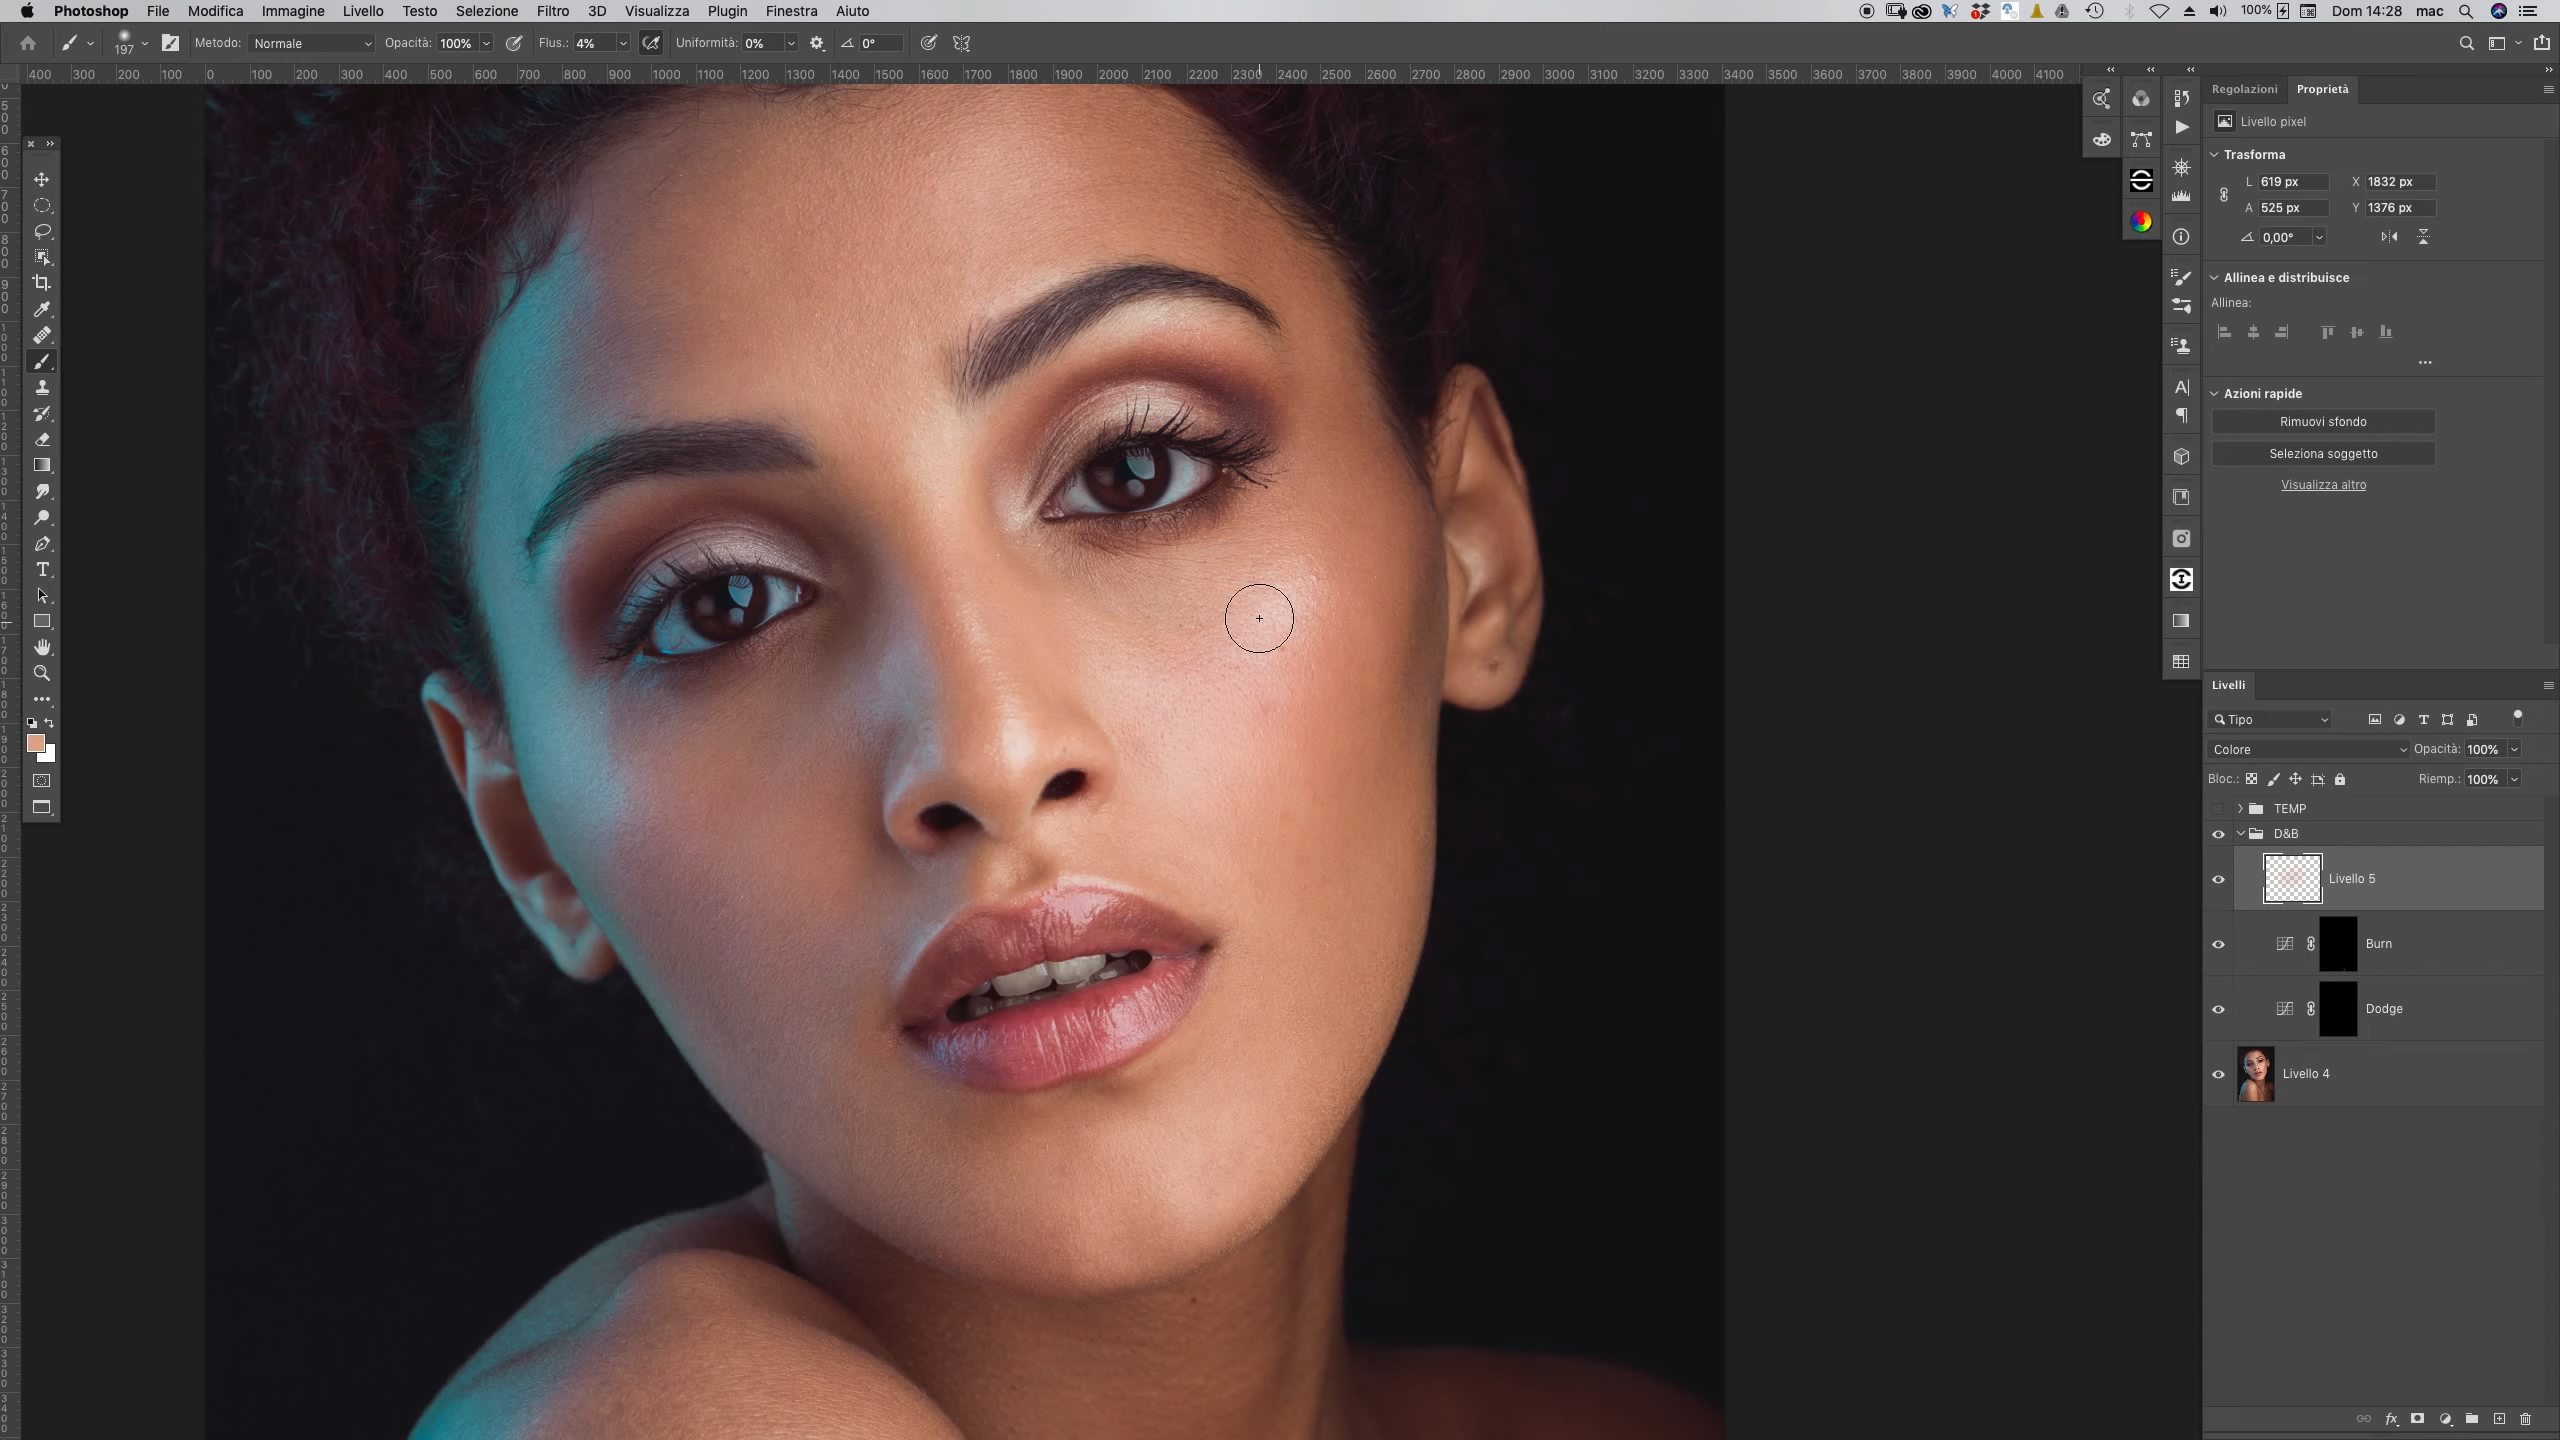 Photoshop File Modifica Immagine Livello Testo Selezione Filtro 3D Visualizza Plugin Finestra Aiuto 100% Dom 14:28 mac
197 Metodo: Normale Opacità: 100% Flus.: 4% Uniformità: 0% 0°
400 300 200 100 0 100 200 300 400 500 600 700 800 900 1000 1100 1200 1300 1400 1500 1600 1700 1800 1900 2000 2100 2200 2300 2400 2500 2600 2700 2800 2900 3000 3100 3200 3300 3400 3500 3600 3700 3800 3900 4000 4100
Regolazioni Proprietà
Livello pixel
Trasforma
L 619 px X 1832 px
A 525 px Y 1376 px
0,00°
Allinea e distribuisce
Allinea:
Azioni rapide
Rimuovi sfondo
Seleziona soggetto
Visualizza altro
Livelli
Tipo
Colore Opacità: 100%
Bloc.: Riemp.: 100%
TEMP
D&B
Livello 5
Burn
Dodge
Livello 4